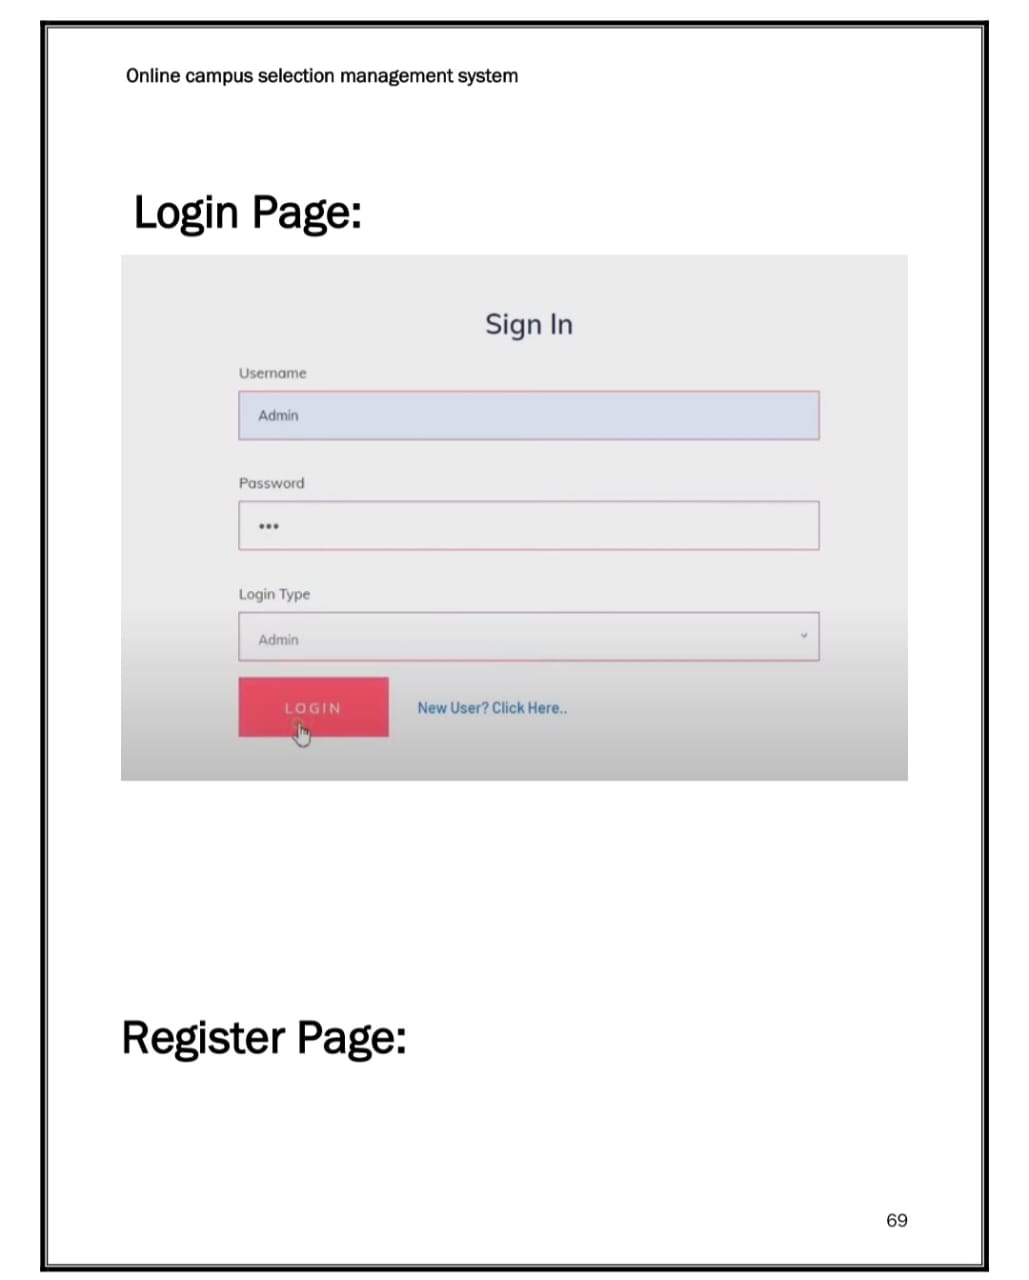 Online campus selection management system
Login Page:
Sign In
Username
Admin
Password
•••
Login Type
Admin
LOGIN
New User? Click Here..
Register Page:
69